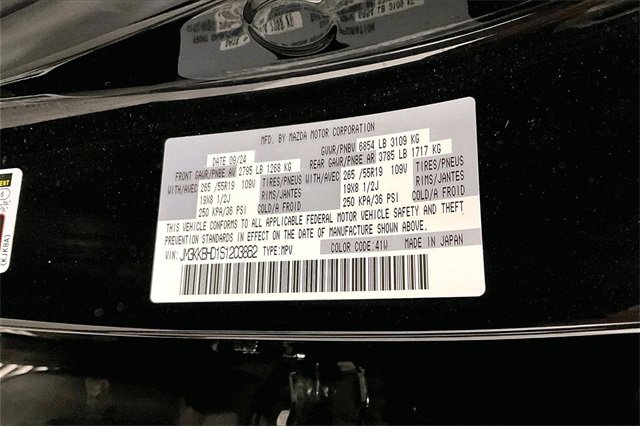 MFD. BY MAZDA MOTOR CORPORATION
DATE 09/24 GVWR/PNBV 6854 LB 3109 KG
FRONT GAWR/PNBE AV 2795 LB 1268 KG REAR GAWR/PNBE AR 3785 LB 1717 KG
WITH/AVEC 265 /55R19 109V TIRES/PNEUS WITH/AVEC 265 /55R19 109V TIRES/PNEUS
19X8 1/2J RIMS/JANTES 19X8 1/2J RIMS/JANTES
250 KPA/36 PSI COLD/A FROID 250 KPA/36 PSI COLD/A FROID
THIS VEHICLE CONFORMS TO ALL APPLICABLE FEDERAL MOTOR VEHICLE SAFETY AND THEFT
PREVENTION STANDARDS IN EFFECT ON THE DATE OF MANUFACTURE SHOWN ABOVE.
VIN: JM3KKBHD1S1203862 TYPE:MPV COLOR CODE:41W MADE IN JAPAN
(KJK8A)